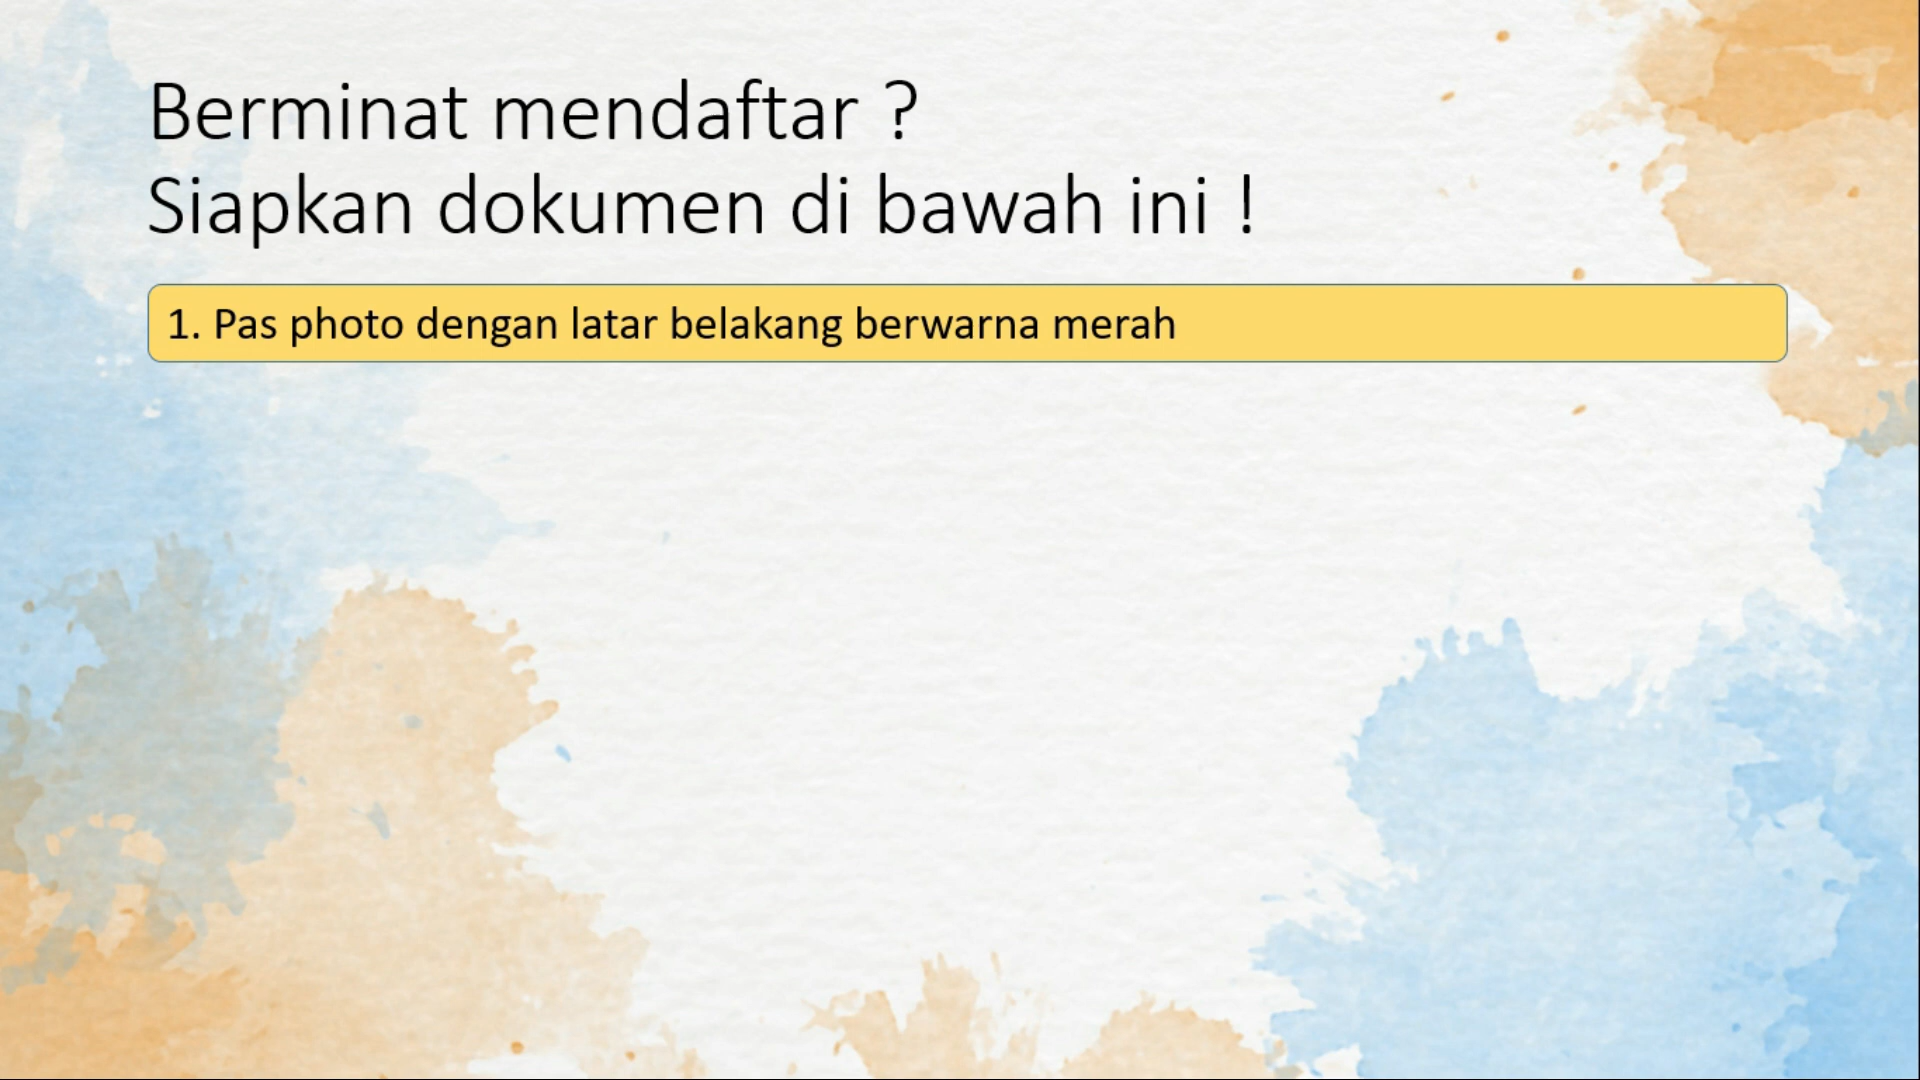 Berminat mendaftar ?
Siapkan dokumen di bawah ini !
1. Pas photo dengan latar belakang berwarna merah